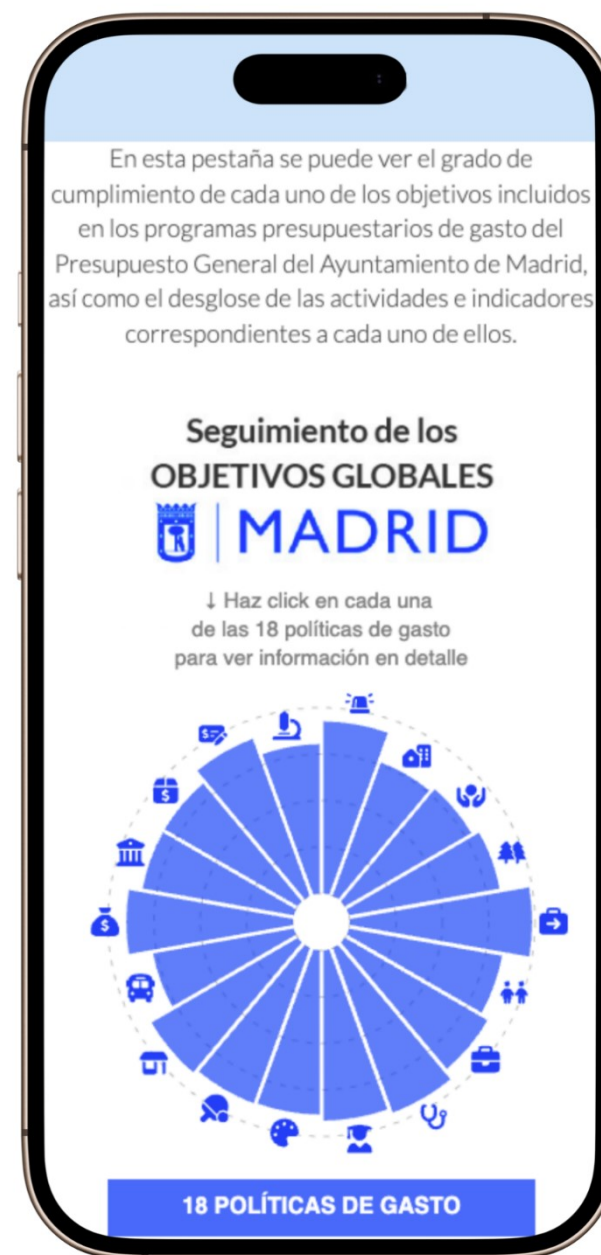 En esta pestaña se puede ver el grado de
cumplimiento de cada uno de los objetivos incluidos
en los programas presupuestarios de gasto del
Presupuesto General del Ayuntamiento de Madrid,
así como el desglose de las actividades e indicadores
correspondientes a cada uno de ellos.
Seguimiento de los
OBJETIVOS GLOBALES
MADRID
↓ Haz click en cada una
de las 18 políticas de gasto
para ver información en detalle
18 POLÍTICAS DE GASTO